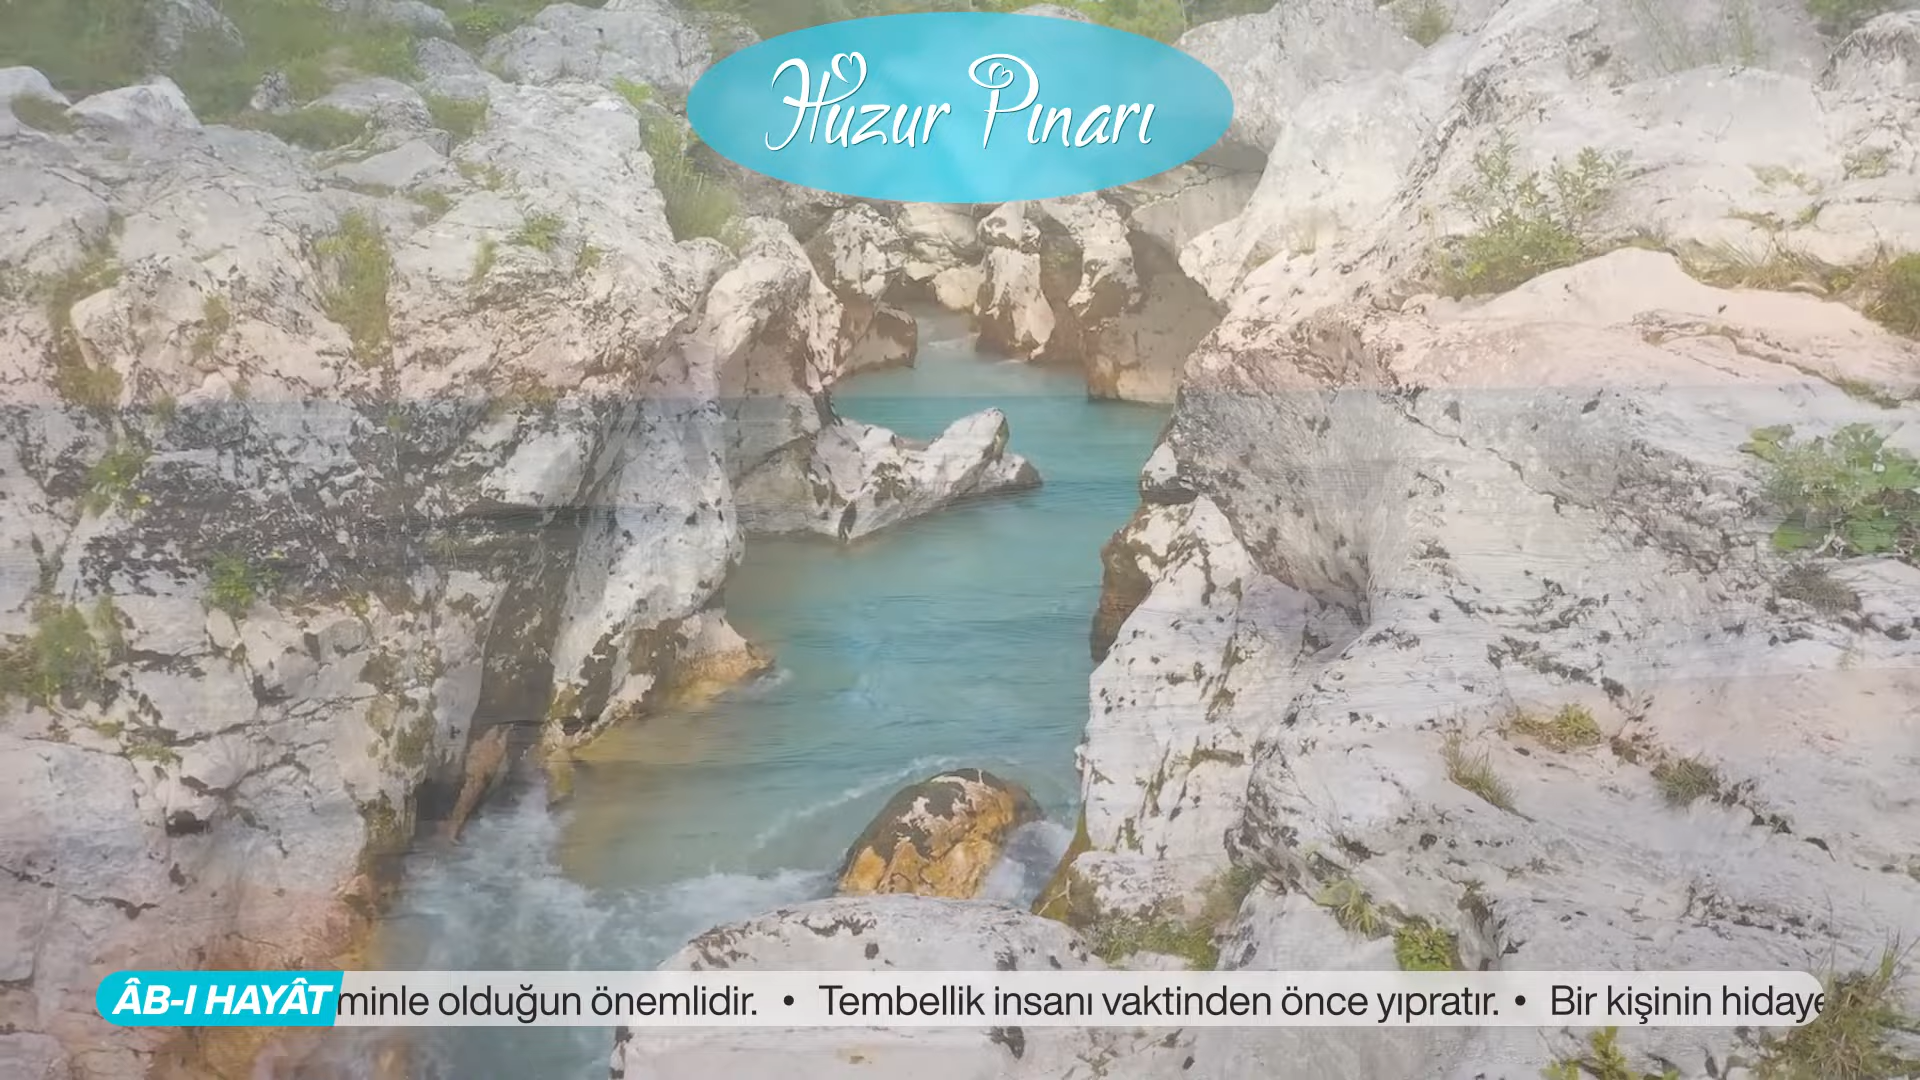 Huzur Pınarı
ÂB-I HAYÂT
minle olduğun önemlidir. • Tembellik insanı vaktinden önce yıpratır. • Bir kişinin hidaye